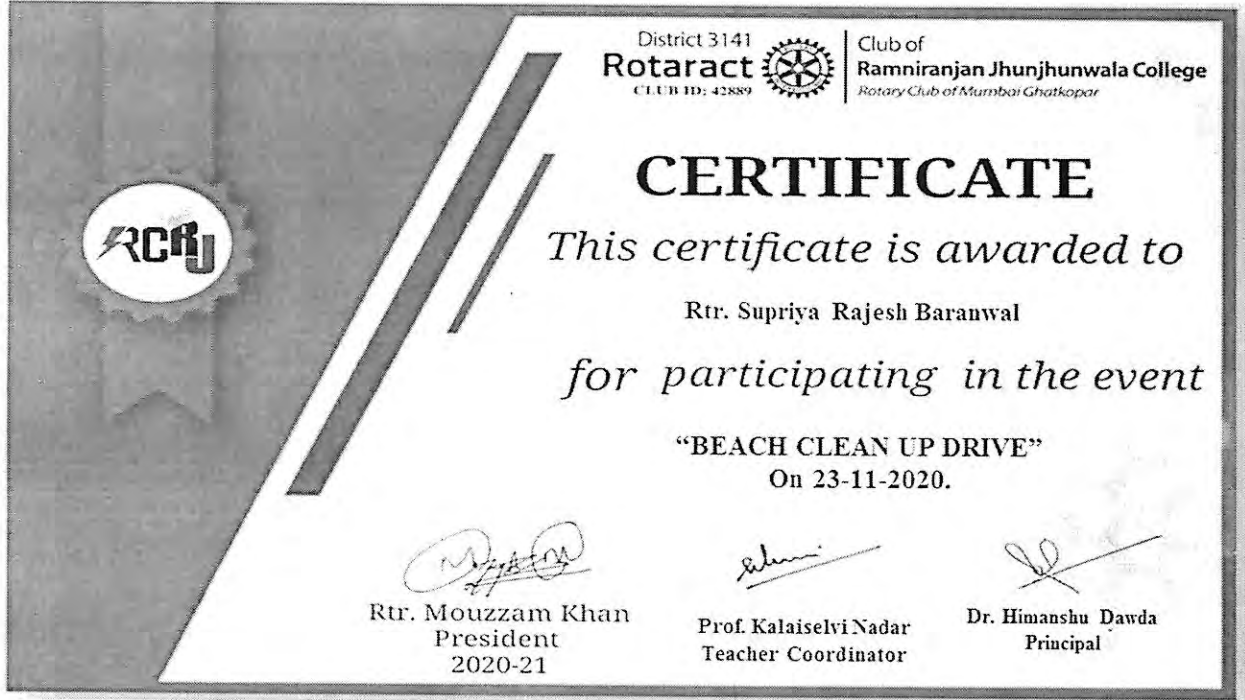 District 3141
Rotaract
CLUB ID: 42889
Club of
Ramniranjan Jhunjhunwala College
Rotary Club of Mumbai Ghatkopar
RCRJ
CERTIFICATE
This certificate is awarded to
Rtr. Supriya Rajesh Baranwal
for participating in the event
“BEACH CLEAN UP DRIVE”
On 23-11-2020.
Rtr. Mouzzam Khan
President
2020-21
Prof. Kalaiselvi Nadar
Teacher Coordinator
Dr. Himanshu Dawda
Principal